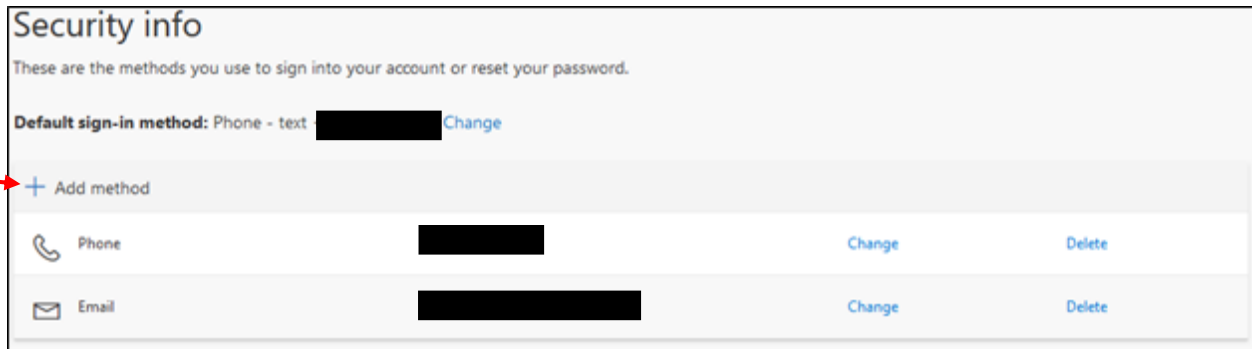 Security info
These are the methods you use to sign into your account or reset your password.
Default sign-in method: Phone - text - Change
+ Add method
Phone Change Delete
Email Change Delete